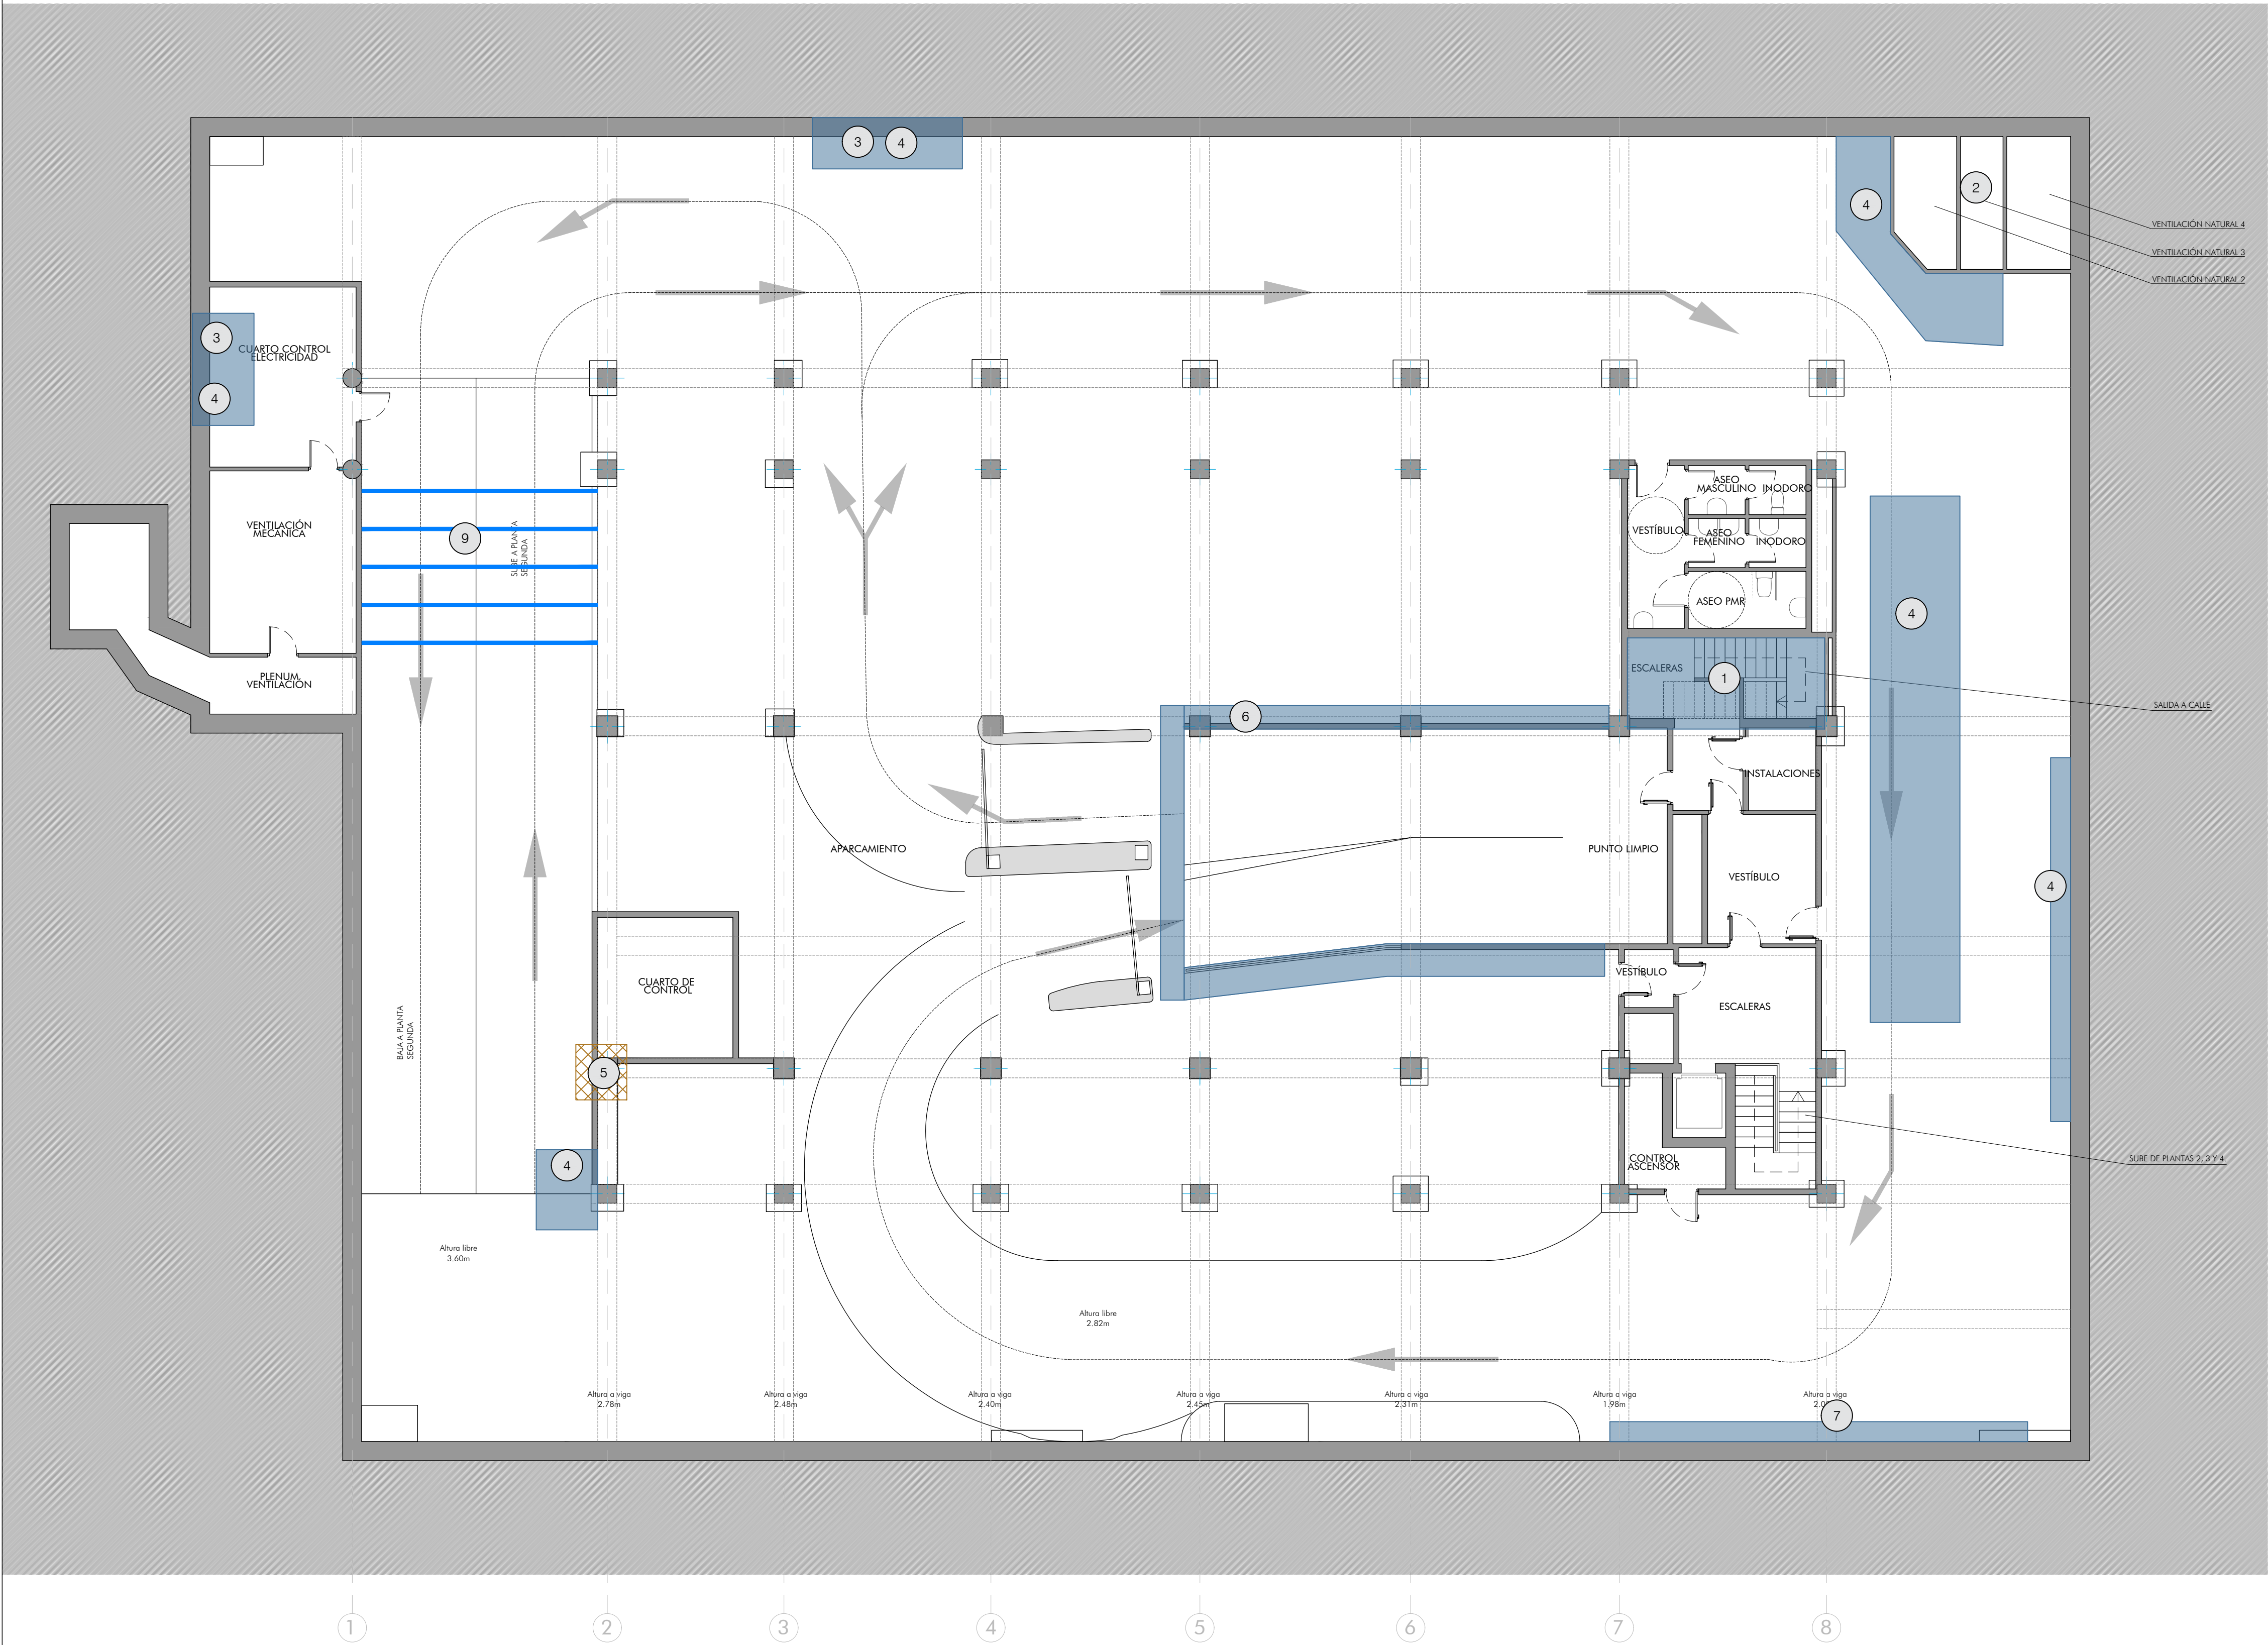 3
4
4
2
VENTILACIÓN NATURAL 4
VENTILACIÓN NATURAL 3
VENTILACIÓN NATURAL 2
3
CUARTO CONTROL
ELECTRICIDAD
4
ASEO
MASCULINO
INODORO
VESTÍBULO
ASEO
FEMENINO
INODORO
VENTILACIÓN
MECANICA
9
SUBE A PLANTA
SEGUNDA
ASEO PMR
4
ESCALERAS
1
PLENUM
VENTILACIÓN
SALIDA A CALLE
6
INSTALACIONES
APARCAMIENTO
PUNTO LIMPIO
VESTÍBULO
4
CUARTO DE
CONTROL
VESTÍBULO
ESCALERAS
BAJA A PLANTA
SEGUNDA
5
4
CONTROL
ASCENSOR
SUBE DE PLANTAS 2, 3 Y 4.
Altura libre
3.60m
Altura libre
2.82m
Altura a viga
2.78m
Altura a viga
2.48m
Altura a viga
2.40m
Altura a viga
2.45m
Altura a viga
2.31m
Altura a viga
1.98m
Altura a viga
7
1
2
3
4
5
6
7
8